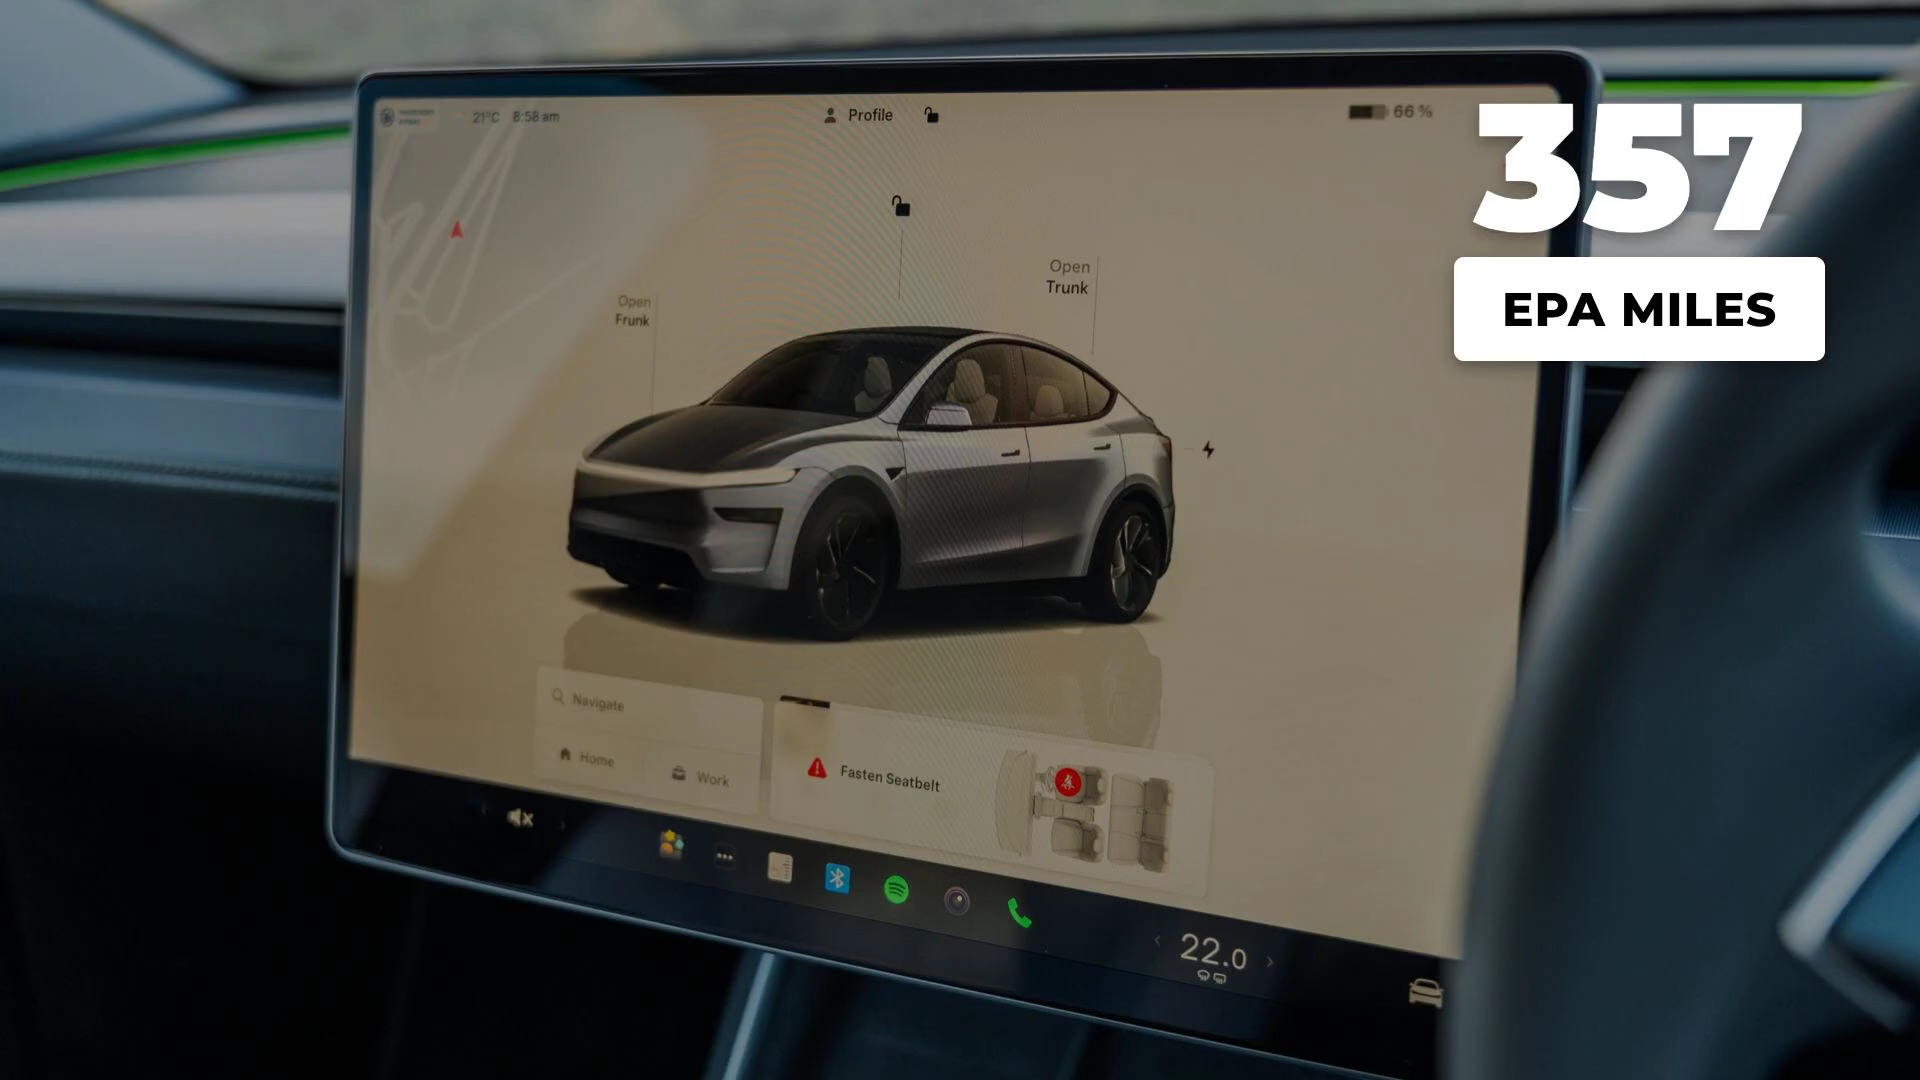 21°C 8:58 am
Profile
66 %
357
EPA MILES
Open
Trunk
Open
Frunk
Navigate
Home
Work
Fasten Seatbelt
22.0